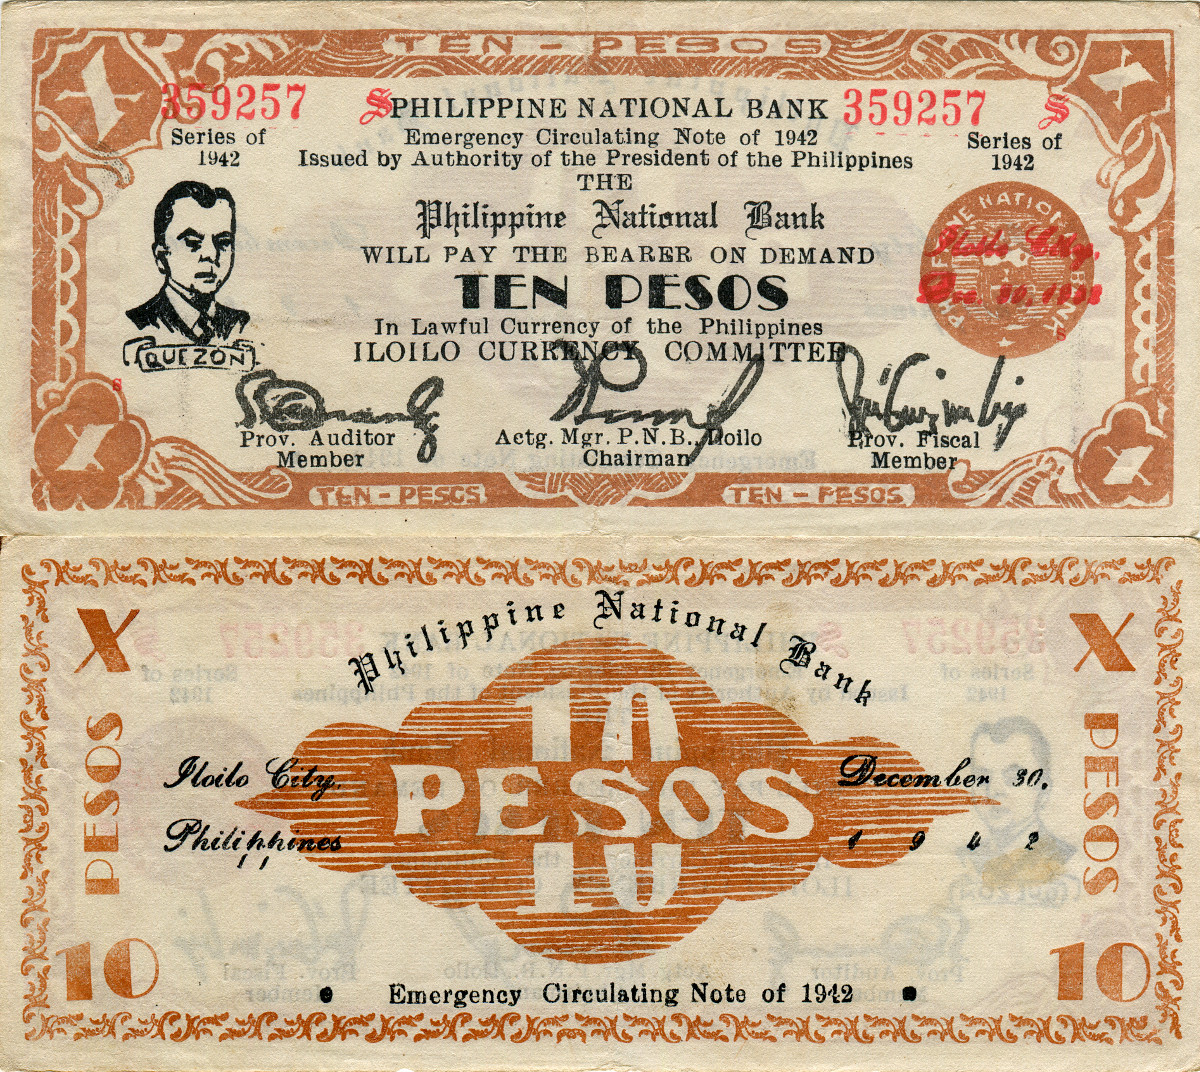 TEN - PESOS
X
X
359257 S PHILIPPINE NATIONAL BANK 359257 S
Series of
1942
Emergency Circulating Note of 1942
Issued by Authority of the President of the Philippines
Series of
1942
THE
Philippine National Bank
WILL PAY THE BEARER ON DEMAND
TEN PESOS
In Lawful Currency of the Philippines
ILOILO CURRENCY COMMITTEE
QUEZON
PHILIPPINE NATIONAL BANK
Iloilo City,
S
S
Prov. Auditor
Member
Actg. Mgr. P.N.B., Iloilo
Chairman
Prov. Fiscal
Member
X
X
TEN - PESOS
TEN - PESOS
X
PESOS
10
Philippine National Bank
10
PESOS
10
Iloilo City,
Philippines
December 30,
1942
X
PESOS
10
Emergency Circulating Note of 1942